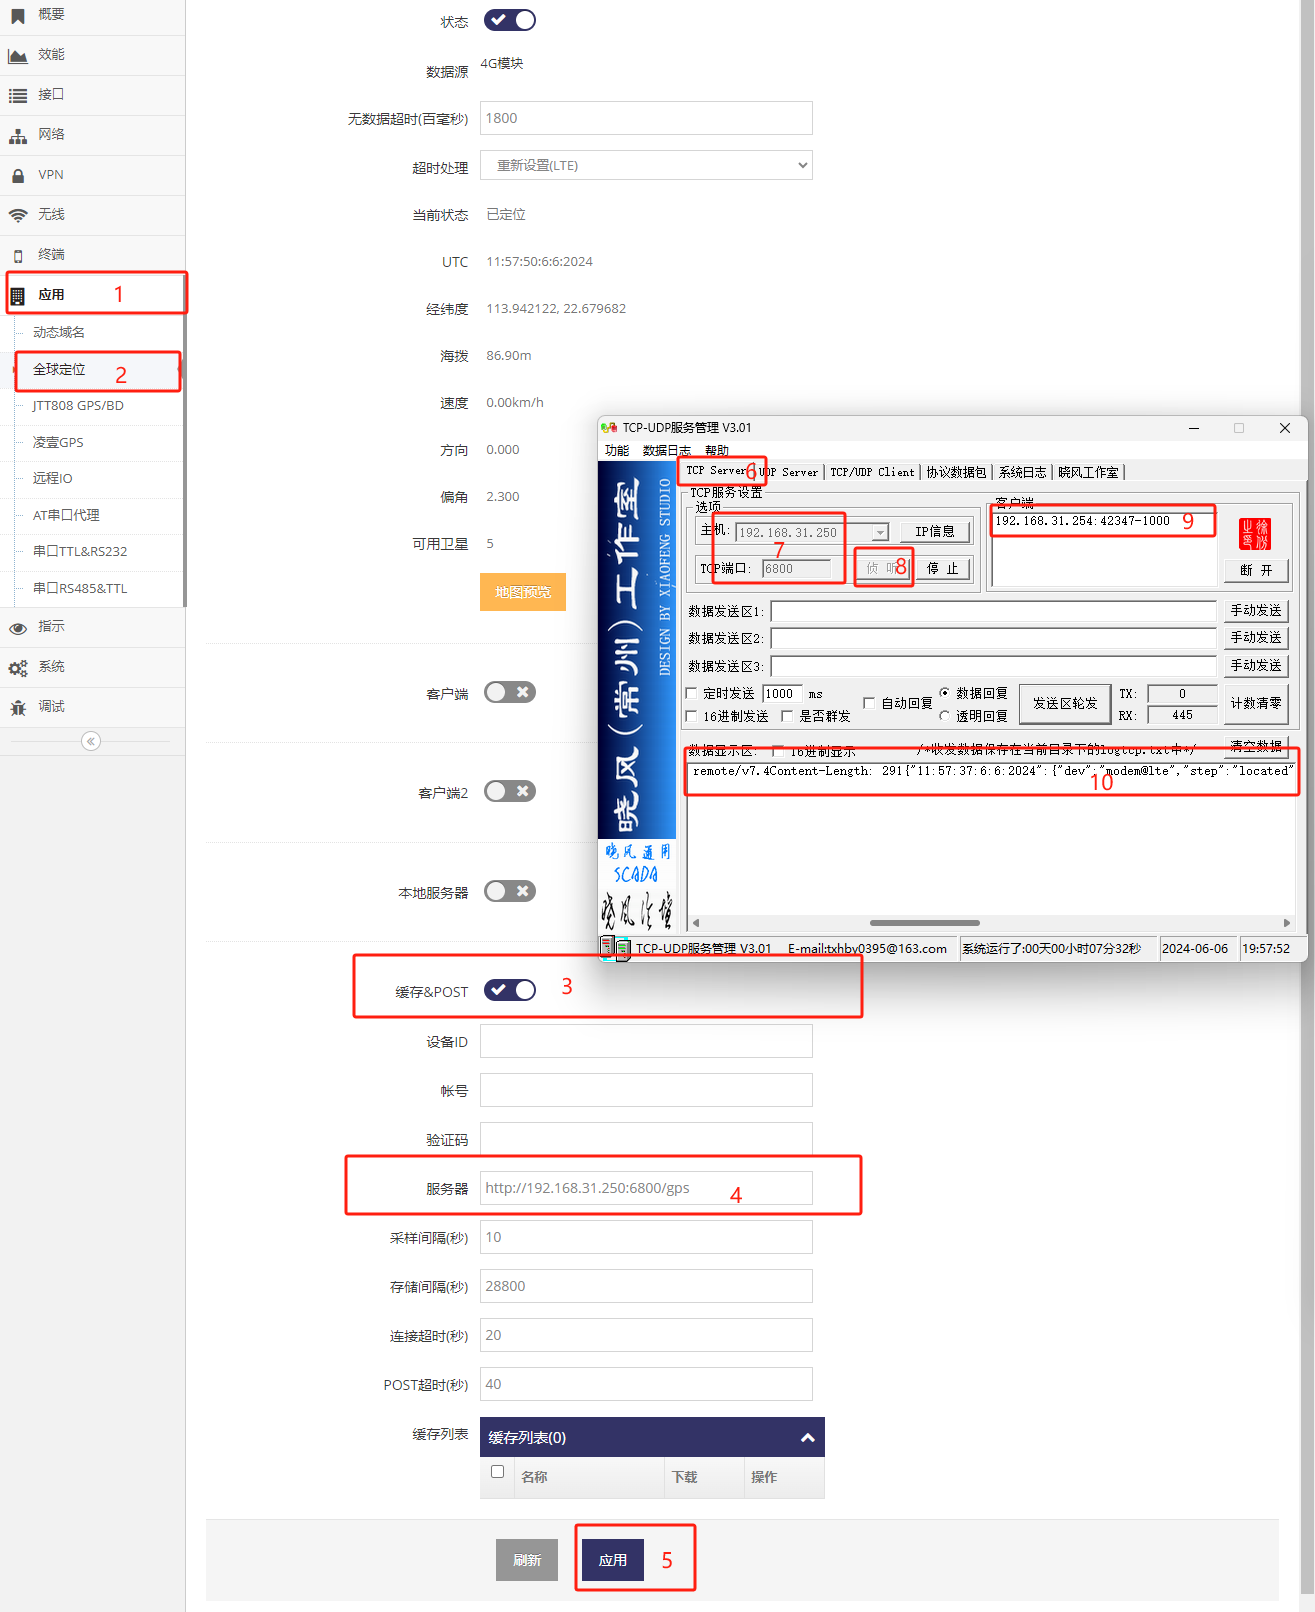 概要
效能
接口
网络
VPN
无线
终端
应用
1
动态域名
全球定位
2
JTT808 GPS/BD
凌壹GPS
远程IO
AT串口代理
串口TTL&RS232
串口RS485&TTL
指示
系统
调试
状态
数据源 4G模块
无数据超时(百毫秒) 1800
超时处理 重新设置(LTE)
当前状态 已定位
UTC 11:57:50:6:6:2024
经纬度 113.942122, 22.679682
海拨 86.90m
速度 0.00km/h
方向 0.000
偏角 2.300
可用卫星 5
地图预览
客户端
客户端2
本地服务器
缓存&POST 3
设备ID
帐号
验证码
服务器 http://192.168.31.250:6800/gps 4
采样间隔(秒) 10
存储间隔(秒) 28800
连接超时(秒) 20
POST超时(秒) 40
缓存列表 缓存列表(0)
名称 下载 操作
刷新 应用 5
TCP-UDP服务管理 V3.01
功能 数据日志 帮助
TCP Server 6 UDP Server TCP/UDP Client 协议数据包 系统日志 晓风工作室
TCP服务设置
选项
主机: 192.168.31.250 IP信息
7
TCP端口: 6800 侦 听 8 停 止
客户端
192.168.31.254:42347-1000 9
断 开
数据发送区1: 手动发送
数据发送区2: 手动发送
数据发送区3: 手动发送
定时发送 1000 ms 自动回复 数据回复 发送区轮发 TX: 0 计数清零
16进制发送 是否群发 透明回复 RX: 445
数据显示区: 16进制显示 /*收发数据保存在当前目录下的logtcp.txt中*/ 清空数据
remote/v7.4Content-Length: 291{"11:57:37:6:6:2024":{"dev":"modem@lte","step":"located"
10
晓风(常州)工作室
DESIGN BY XIAOFENG STUDIO
晓风通用
SCADA
TCP-UDP服务管理 V3.01 E-mail:txhby0395@163.com 系统运行了:00天00小时07分32秒 2024-06-06 19:57:52